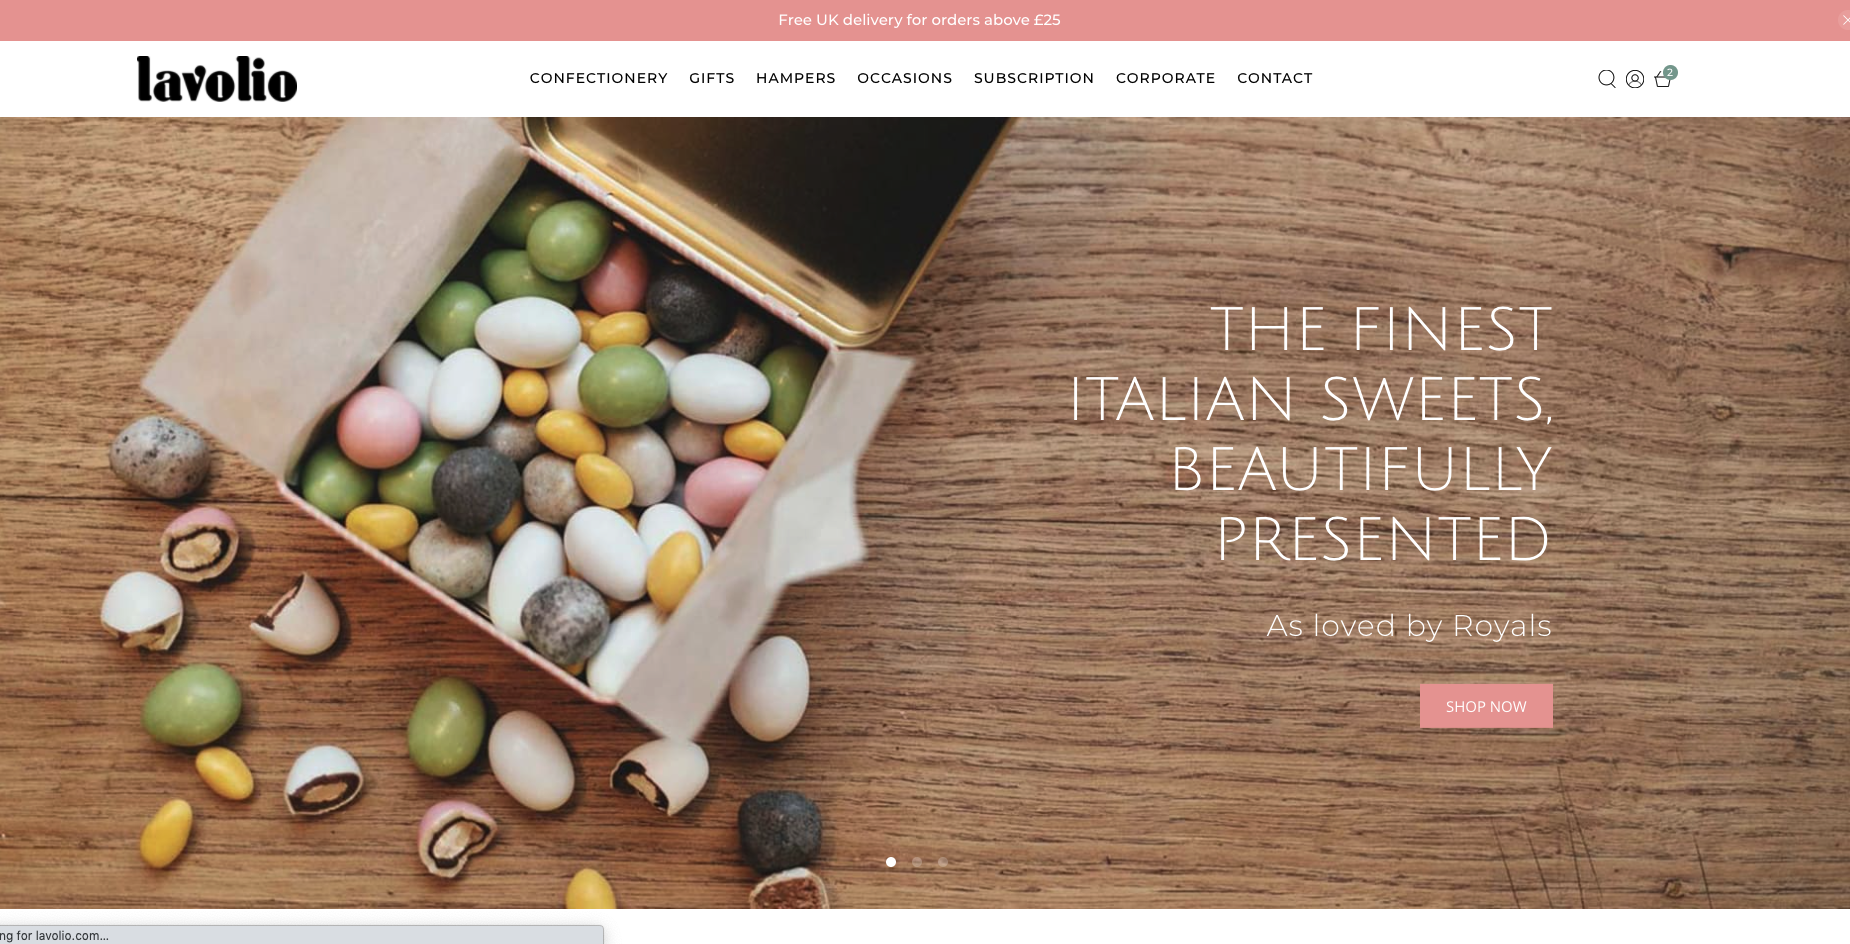 Free UK delivery for orders above £25
lavolio
CONFECTIONERY GIFTS HAMPERS OCCASIONS SUBSCRIPTION CORPORATE CONTACT
2
THE FINEST
ITALIAN SWEETS,
BEAUTIFULLY
PRESENTED
As loved by Royals
SHOP NOW
ng for lavolio.com...